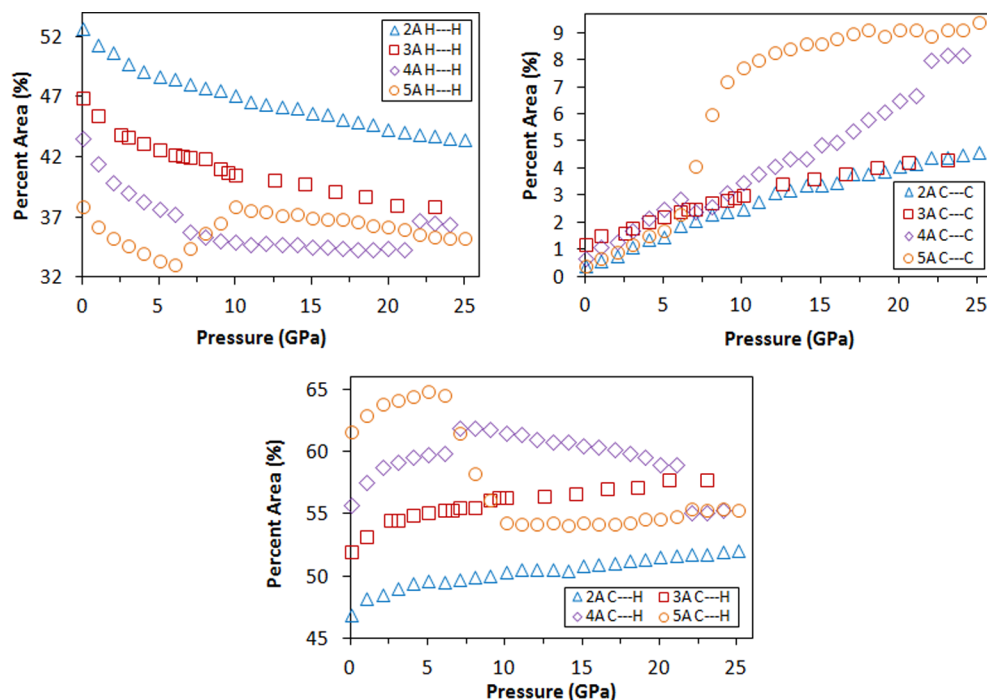 Percent Area (%)
52
47
42
37
32
0 5 10 15 20 25
Pressure (GPa)
2A H---H
3A H---H
4A H---H
5A H---H
Percent Area (%)
9
8
7
6
5
4
3
2
1
0
0 5 10 15 20 25
Pressure (GPa)
2A C---C
3A C---C
4A C---C
5A C---C
Percent Area (%)
65
60
55
50
45
0 5 10 15 20 25
Pressure (GPa)
2A C---H 3A C---H
4A C---H 5A C---H